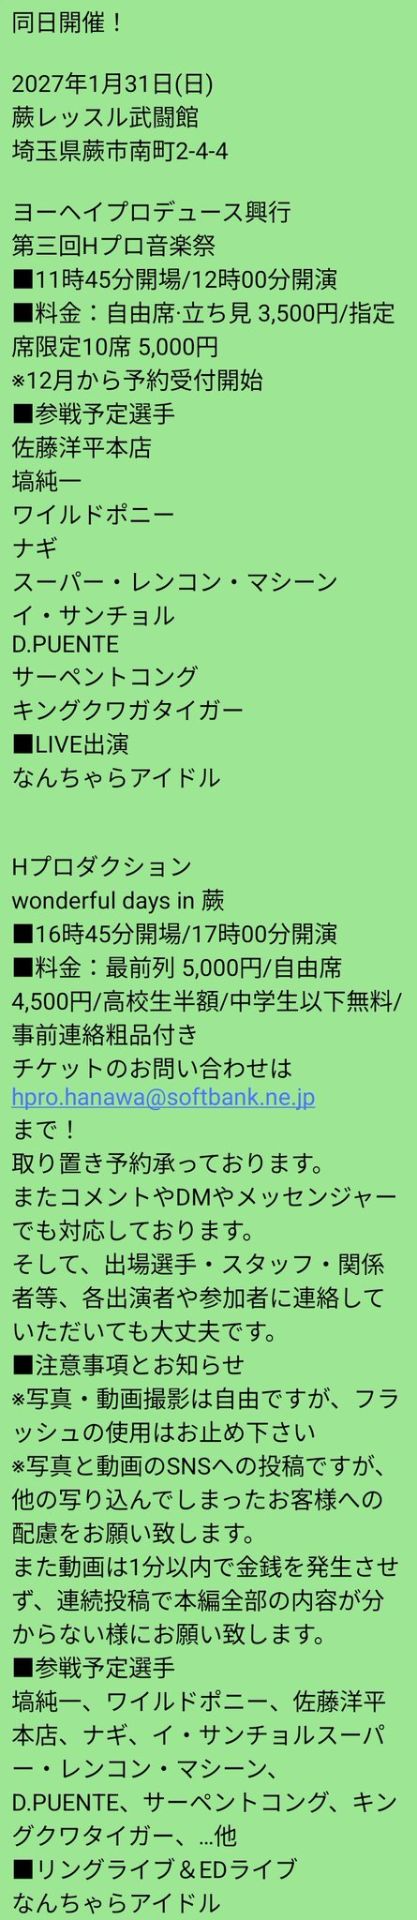 同日開催！
2027年1月31日(日)
蕨レッスル武闘館
埼玉県蕨市南町2-4-4
ヨーヘイプロデュース興行
第三回Hプロ音楽祭
■11時45分開場/12時00分開演
■料金：自由席·立ち見 3,500円/指定
席限定10席 5,000円
※12月から予約受付開始
■参戦予定選手
佐藤洋平本店
塙純一
ワイルドポニー
ナギ
スーパー・レンコン・マシーン
イ・サンチョル
D.PUENTE
サーペントコング
キングクワガタイガー
■LIVE出演
なんちゃらアイドル
Hプロダクション
wonderful days in 蕨
■16時45分開場/17時00分開演
■料金：最前列 5,000円/自由席
4,500円/高校生半額/中学生以下無料/
事前連絡粗品付き
チケットのお問い合わせは
hpro.hanawa@softbank.ne.jp
まで！
取り置き予約承っております。
またコメントやDMやメッセンジャー
でも対応しております。
そして、出場選手・スタッフ・関係
者等、各出演者や参加者に連絡して
いただいても大丈夫です。
■注意事項とお知らせ
※写真・動画撮影は自由ですが、フラ
ッシュの使用はお止め下さい
※写真と動画のSNSへの投稿ですが、
他の写り込んでしまったお客様への
配慮をお願い致します。
また動画は1分以内で金銭を発生させ
ず、連続投稿で本編全部の内容が分
からない様にお願い致します。
■参戦予定選手
塙純一、ワイルドポニー、佐藤洋平
本店、ナギ、イ・サンチョルスーパ
ー・レンコン・マシーン、
D.PUENTE、サーペントコング、キン
グクワタイガー、…他
■リングライブ＆EDライブ
なんちゃらアイドル